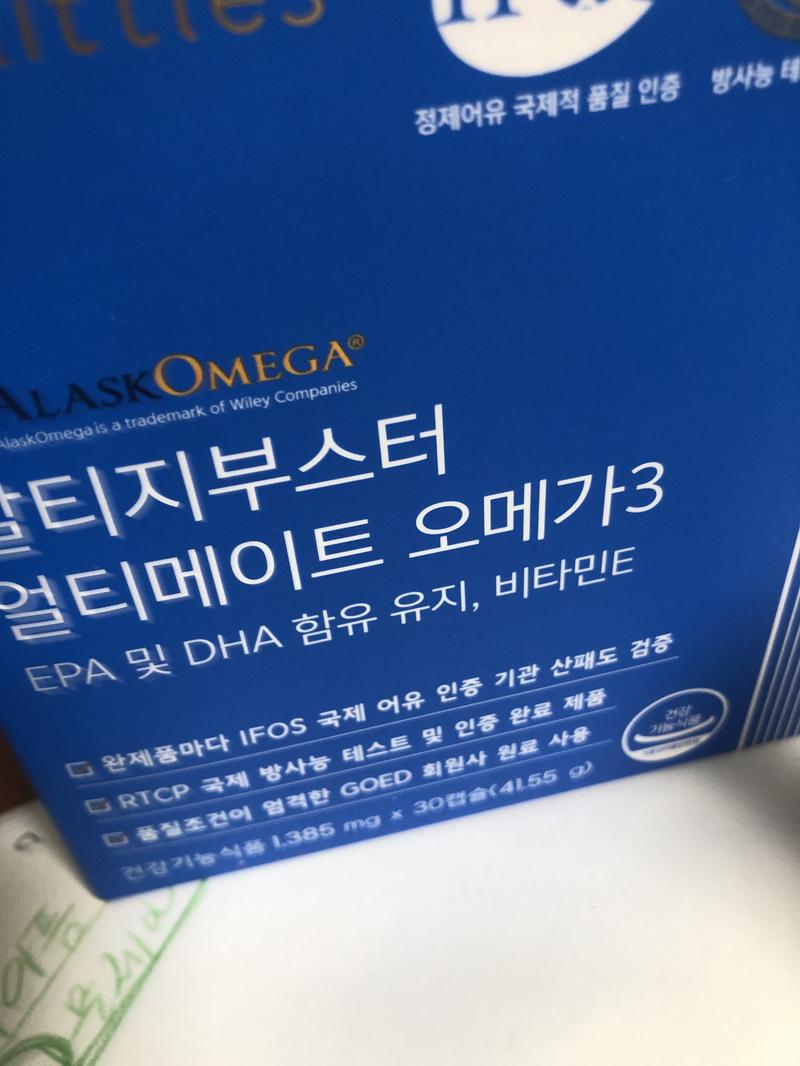 정제어유 국제적 품질 인증 방사능
ALASKOMEGA®
AlaskOmega is a trademark of Wiley Companies
알티지부스터
얼티메이트 오메가3
EPA 및 DHA 함유 유지, 비타민E
완제품마다 IFOS 국제 어유 인증 기관 산패도 검증
RTCP 국제 방사능 테스트 및 인증 완료 제품
품질조건이 엄격한 GOED 회원사 원료 사용
건강기능식품 1,385 mg × 30캡슐(41.55 g)
건강
기능식품